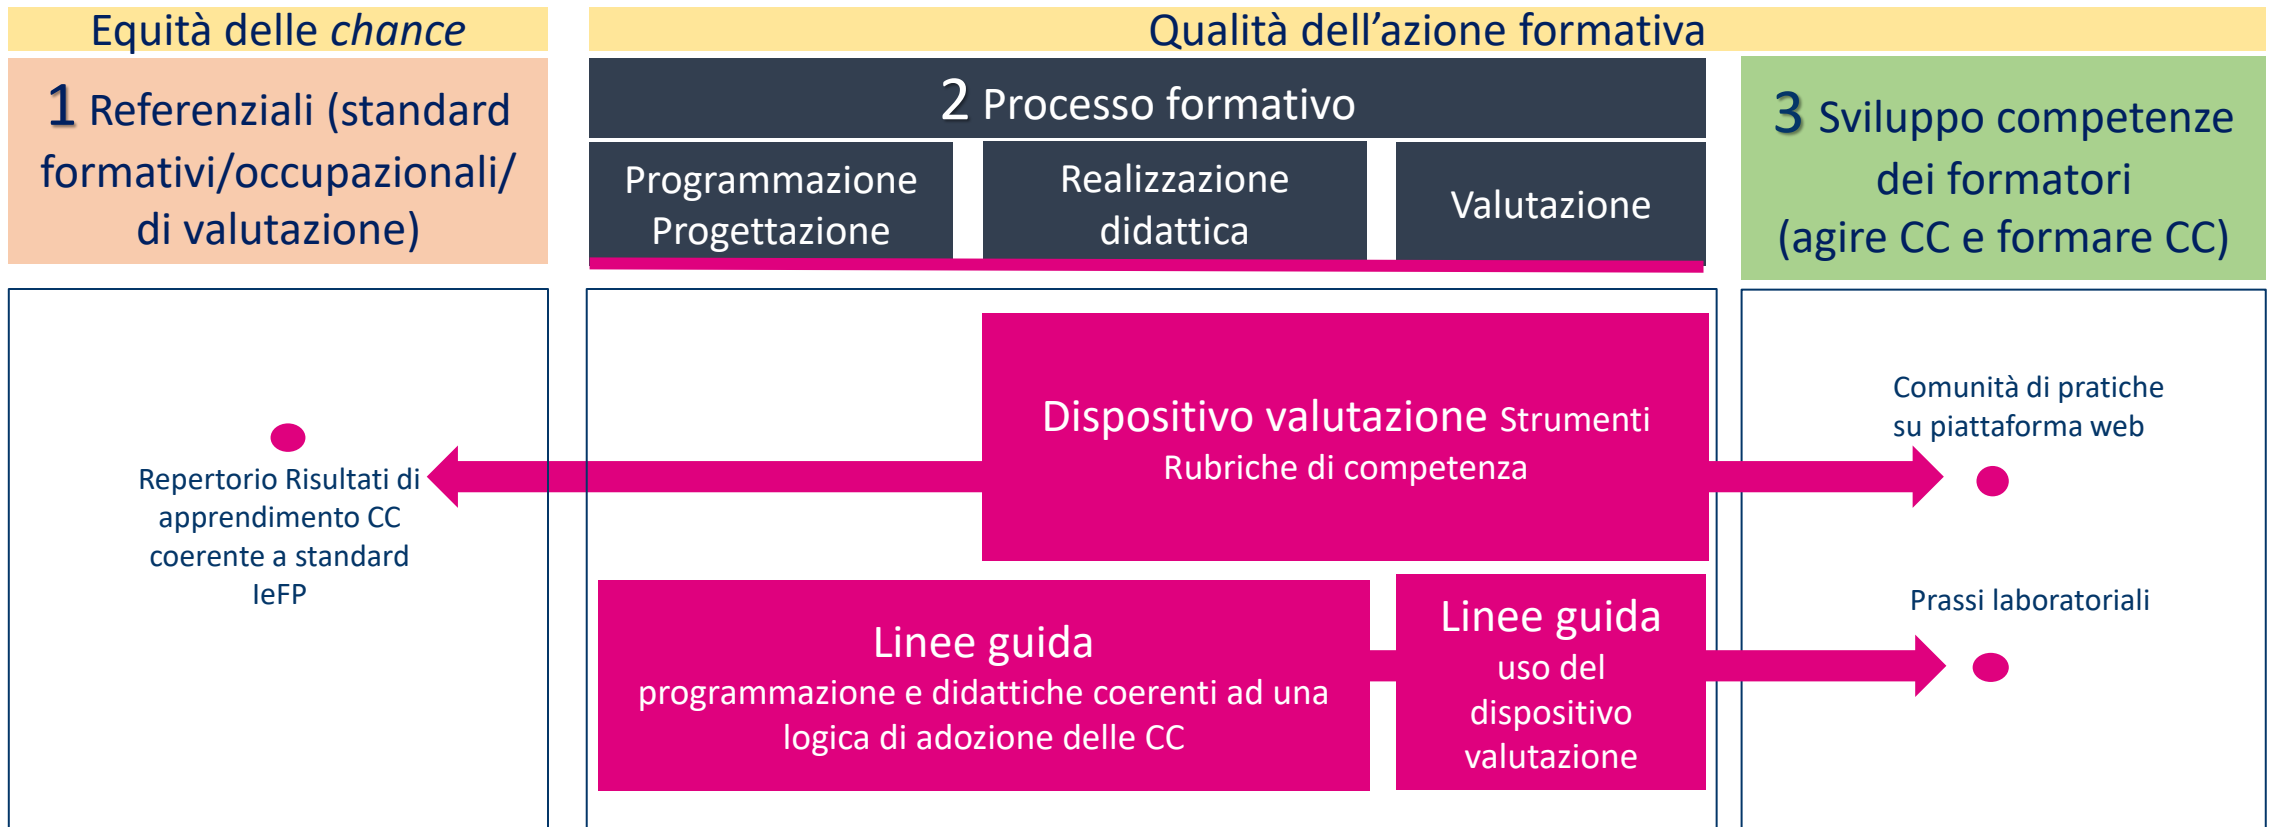 Equità delle chance
Qualità dell’azione formativa
1 Referenziali (standard
formativi/occupazionali/
di valutazione)
2 Processo formativo
Programmazione
Progettazione
Realizzazione
didattica
Valutazione
3 Sviluppo competenze
dei formatori
(agire CC e formare CC)
Repertorio Risultati di
apprendimento CC
coerente a standard
IeFP
Dispositivo valutazione Strumenti
Rubriche di competenza
Linee guida
programmazione e didattiche coerenti ad una
logica di adozione delle CC
Linee guida
uso del
dispositivo
valutazione
Comunità di pratiche
su piattaforma web
Prassi laboratoriali